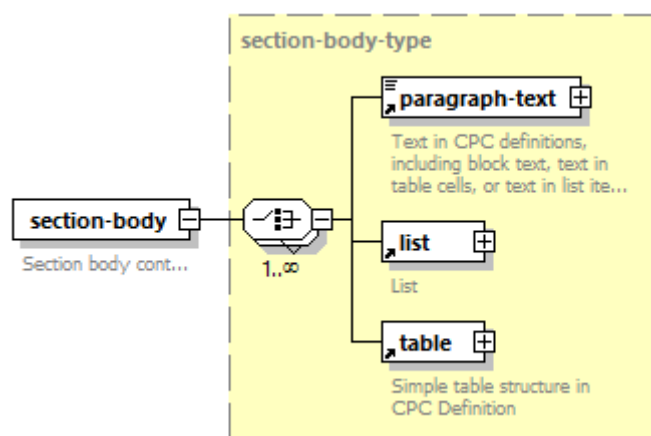 section-body-type
paragraph-text
Text in CPC definitions,
including block text, text in
table cells, or text in list ite...
section-body
Section body cont...
1..∞
list
List
table
Simple table structure in
CPC Definition